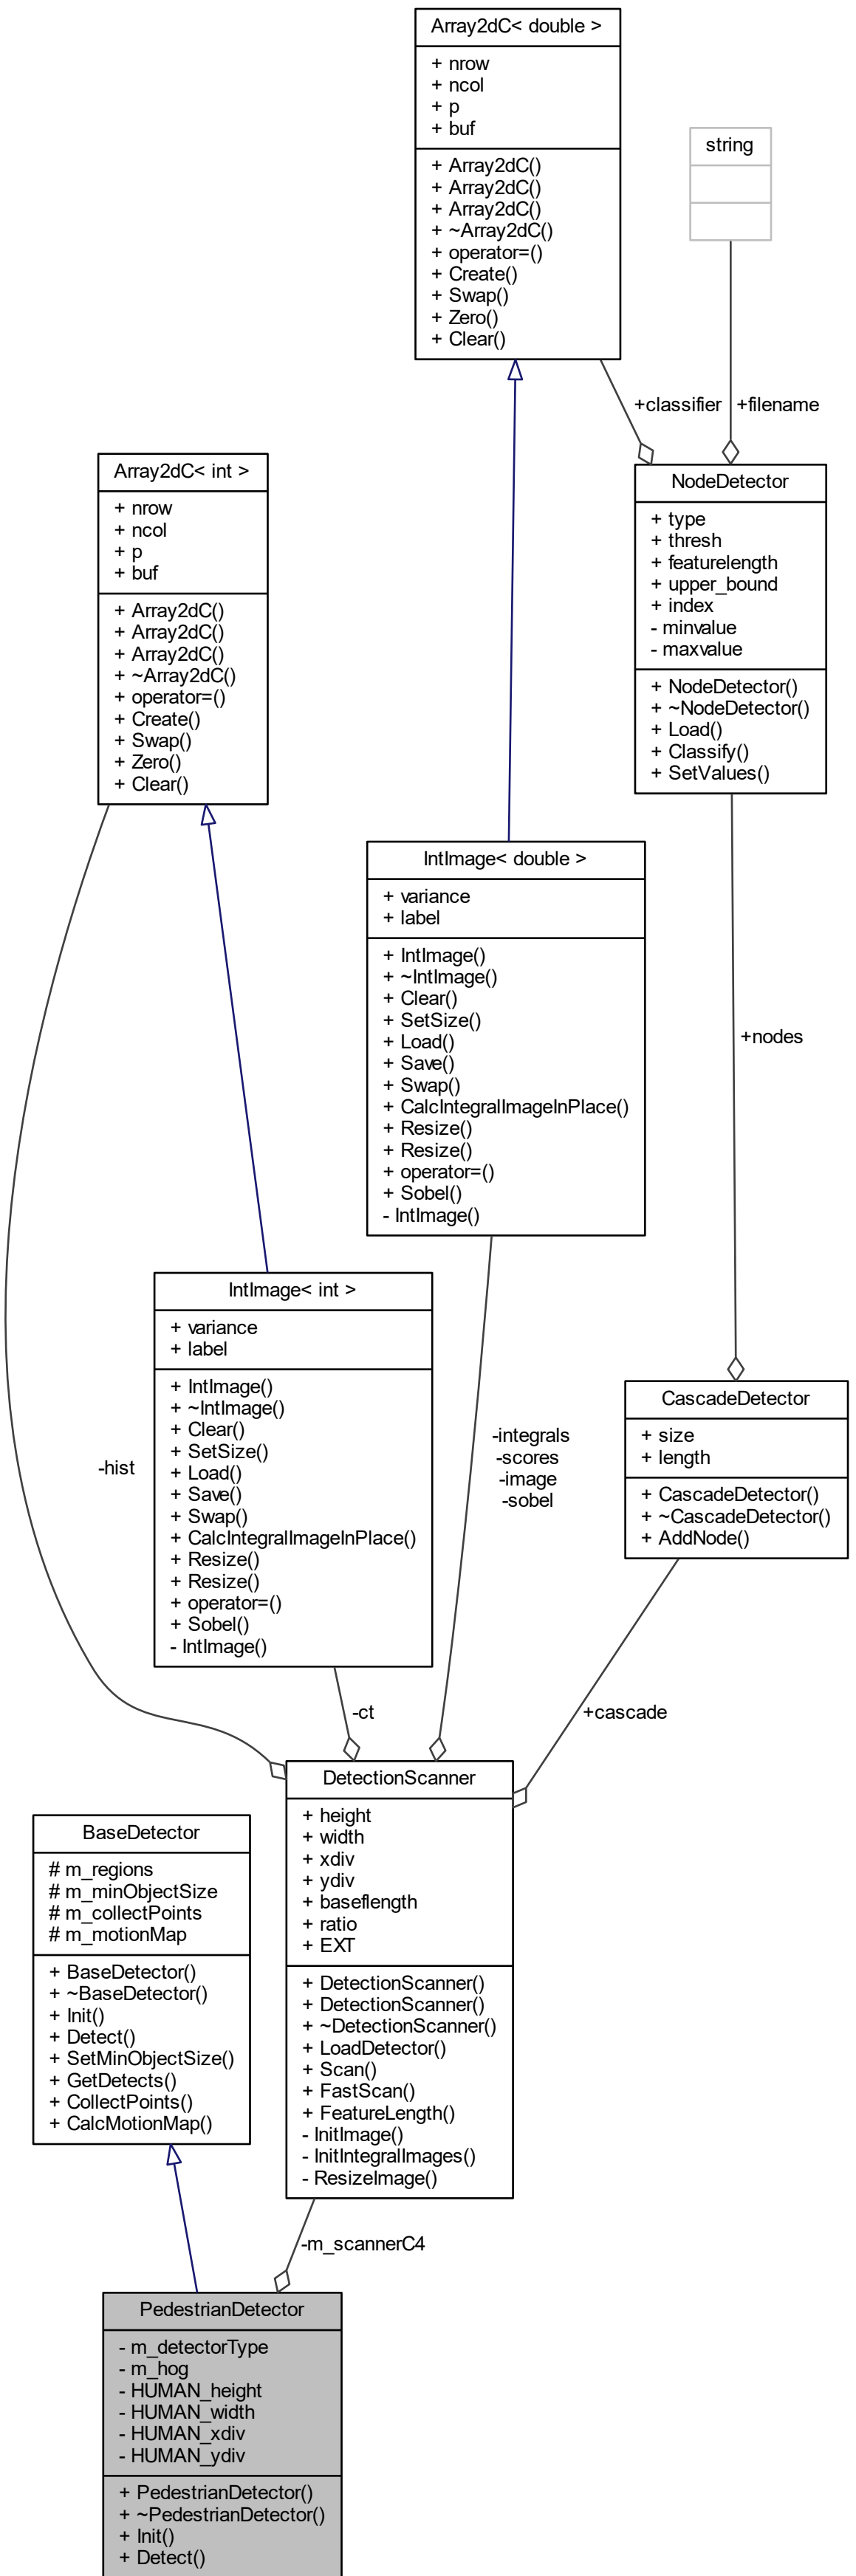 Array2dC< double >
+ nrow
+ ncol
+ p
+ buf
+ Array2dC()
+ Array2dC()
+ Array2dC()
+ ~Array2dC()
+ operator=()
+ Create()
+ Swap()
+ Zero()
+ Clear()
string
+classifier
+filename
Array2dC< int >
+ nrow
+ ncol
+ p
+ buf
+ Array2dC()
+ Array2dC()
+ Array2dC()
+ ~Array2dC()
+ operator=()
+ Create()
+ Swap()
+ Zero()
+ Clear()
NodeDetector
+ type
+ thresh
+ featurelength
+ upper_bound
+ index
- minvalue
- maxvalue
+ NodeDetector()
+ ~NodeDetector()
+ Load()
+ Classify()
+ SetValues()
IntImage< double >
+ variance
+ label
+ IntImage()
+ ~IntImage()
+ Clear()
+ SetSize()
+ Load()
+ Save()
+ Swap()
+ CalcIntegralImageInPlace()
+ Resize()
+ Resize()
+ operator=()
+ Sobel()
- IntImage()
+nodes
IntImage< int >
+ variance
+ label
+ IntImage()
+ ~IntImage()
+ Clear()
+ SetSize()
+ Load()
+ Save()
+ Swap()
+ CalcIntegralImageInPlace()
+ Resize()
+ Resize()
+ operator=()
+ Sobel()
- IntImage()
CascadeDetector
+ size
+ length
+ CascadeDetector()
+ ~CascadeDetector()
+ AddNode()
-hist
-integrals
-scores
-image
-sobel
-ct
+cascade
DetectionScanner
+ height
+ width
+ xdiv
+ ydiv
+ baseflength
+ ratio
+ EXT
+ DetectionScanner()
+ DetectionScanner()
+ ~DetectionScanner()
+ LoadDetector()
+ Scan()
+ FastScan()
+ FeatureLength()
- InitImage()
- InitIntegralImages()
- ResizeImage()
BaseDetector
# m_regions
# m_minObjectSize
# m_collectPoints
# m_motionMap
+ BaseDetector()
+ ~BaseDetector()
+ Init()
+ Detect()
+ SetMinObjectSize()
+ GetDetects()
+ CollectPoints()
+ CalcMotionMap()
-m_scannerC4
PedestrianDetector
- m_detectorType
- m_hog
- HUMAN_height
- HUMAN_width
- HUMAN_xdiv
- HUMAN_ydiv
+ PedestrianDetector()
+ ~PedestrianDetector()
+ Init()
+ Detect()